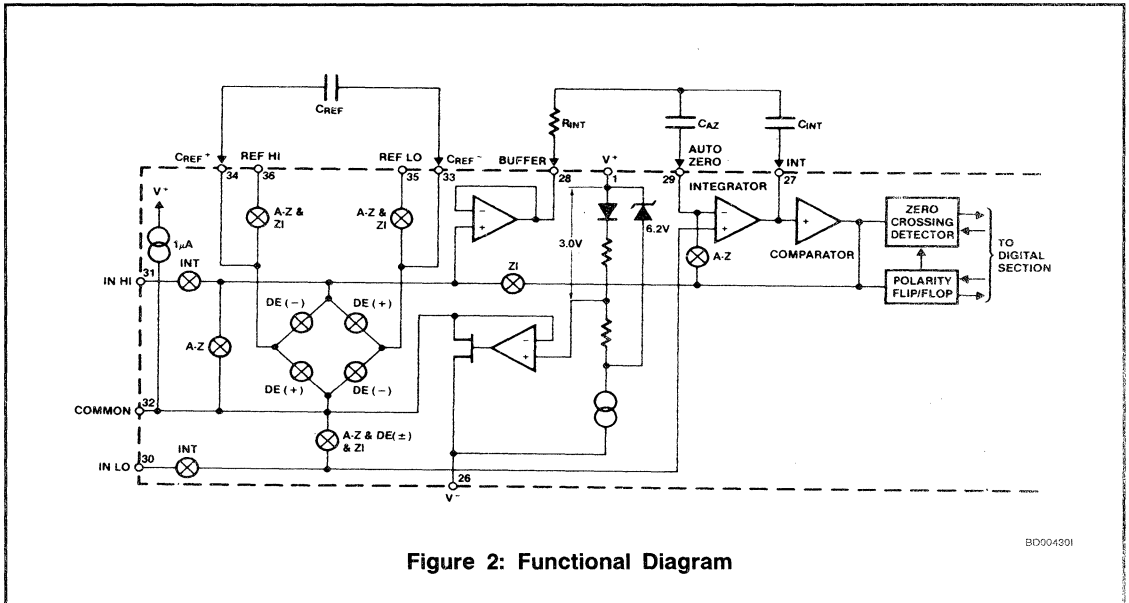 CREF
RINT
CAZ
CINT
CREF+
REF HI
REF LO
CREF-
BUFFER
V+
AUTO
ZERO
INT
34
36
35
33
28
1
29
INTEGRATOR
27
V+
A-Z &
ZI
A-Z &
ZI
1µA
−
+
3.0V
6.2V
−
+
A-Z
+
COMPARATOR
ZERO
CROSSING
DETECTOR
TO
DIGITAL
SECTION
POLARITY
FLIP/FLOP
31
INT
IN HI
ZI
DE (−)
DE (+)
A-Z
−
+
DE (+)
DE (−)
32
COMMON
A-Z & DE(±)
& ZI
INT
30
IN LO
26
V−
BD00430I
Figure 2: Functional Diagram